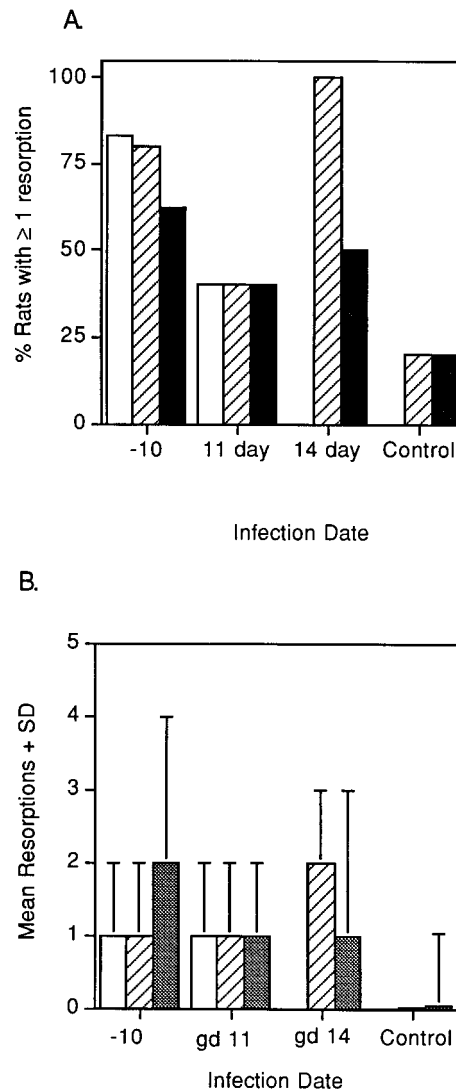 A.
% Rats with ≥ 1 resorption
100
75
50
25
0
-10 11 day 14 day Control
Infection Date
B.
Mean Resorptions + SD
5
4
3
2
1
0
-10 gd 11 gd 14 Control
Infection Date